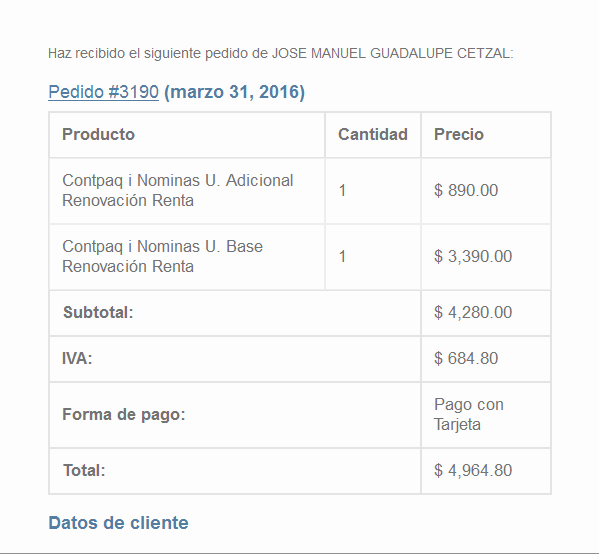 Haz recibido el siguiente pedido de JOSE MANUEL GUADALUPE CETZAL:
Pedido #3190 (marzo 31, 2016)
Producto Cantidad Precio
Contpaq i Nominas U. Adicional
Renovación Renta 1 $ 890.00
Contpaq i Nominas U. Base
Renovación Renta 1 $ 3,390.00
Subtotal: $ 4,280.00
IVA: $ 684.80
Forma de pago: Pago con
Tarjeta
Total: $ 4,964.80
Datos de cliente